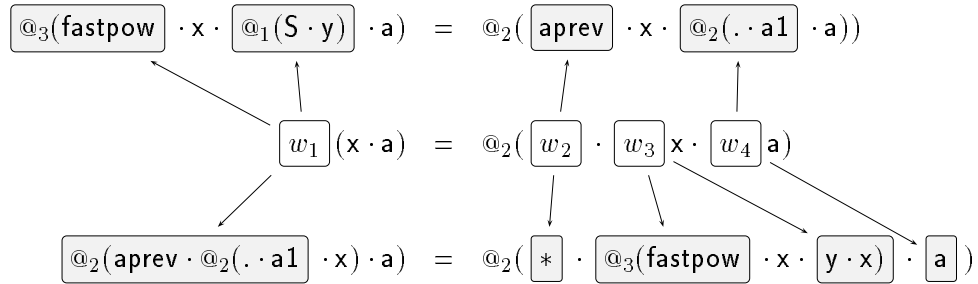 @₃(fastpow · x · @₁(S · y) · a) = @₂( aprev · x · @₂(. · a1 · a))
w₁ (x · a) = @₂( w₂ · w₃ x · w₄ a)
@₂(aprev · @₂(. · a1 · x) · a) = @₂( * · @₃(fastpow · x · y · x) · a )